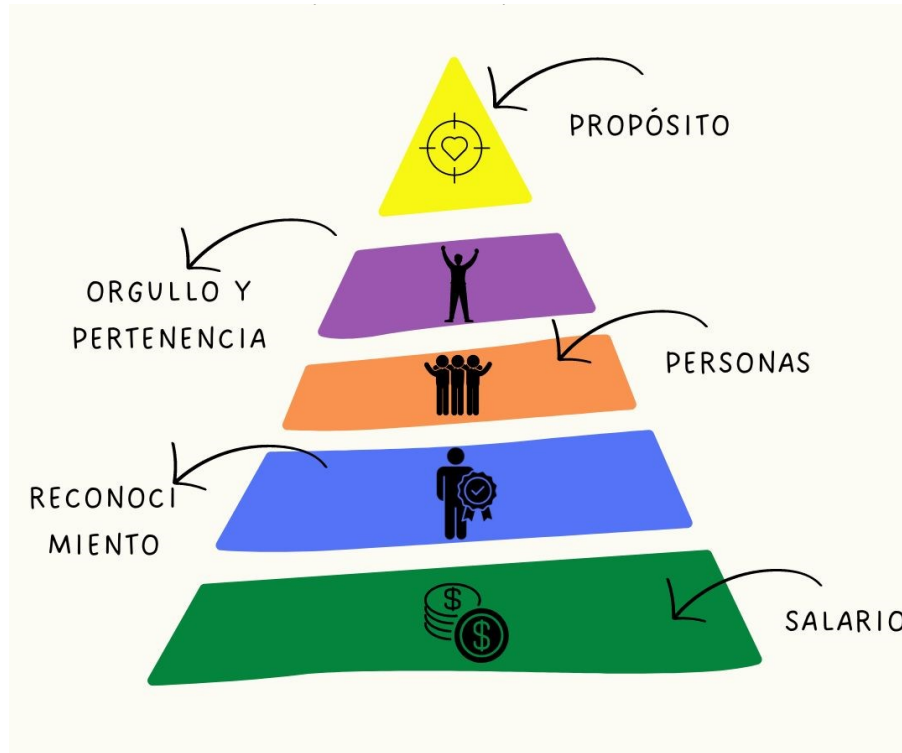 PROPÓSITO
ORGULLO Y
PERTENENCIA
PERSONAS
RECONOCI
MIENTO
SALARIO